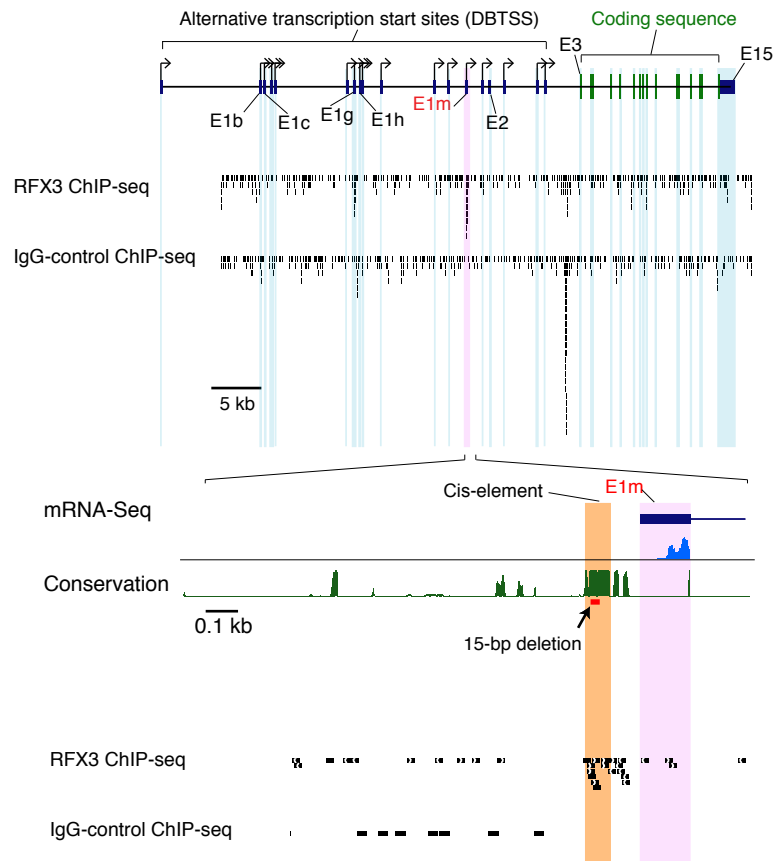 Alternative transcription start sites (DBTSS)
Coding sequence
E3
E15
E1b
E1c
E1g
E1h
E1m
E2
RFX3 ChIP-seq
IgG-control ChIP-seq
5 kb
Cis-element
E1m
mRNA-Seq
Conservation
0.1 kb
15-bp deletion
RFX3 ChIP-seq
IgG-control ChIP-seq